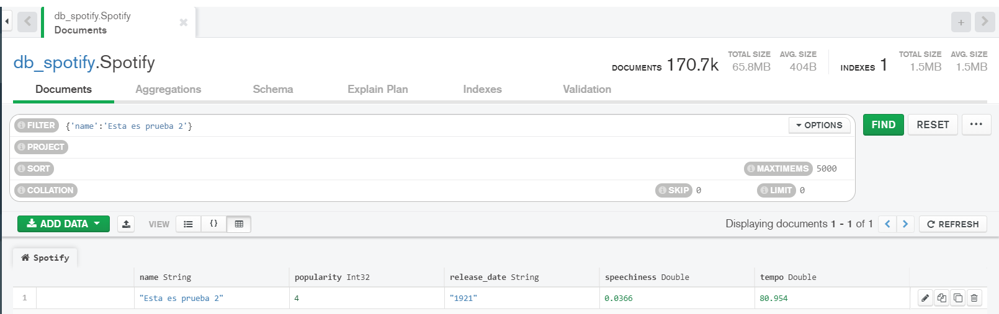 db_spotify.Spotify
Documents
db_spotify.Spotify
DOCUMENTS 170.7k TOTAL SIZE 65.8MB AVG. SIZE 404B INDEXES 1 TOTAL SIZE 1.5MB AVG. SIZE 1.5MB
Documents Aggregations Schema Explain Plan Indexes Validation
FILTER {'name':'Esta es prueba 2'} OPTIONS FIND RESET ...
PROJECT
SORT MAXTIMEMS 5000
COLLATION SKIP 0 LIMIT 0
ADD DATA VIEW {} Displaying documents 1 - 1 of 1 < > REFRESH
Spotify
name String popularity Int32 release_date String speechiness Double tempo Double
1 "Esta es prueba 2" 4 "1921" 0.0366 80.954